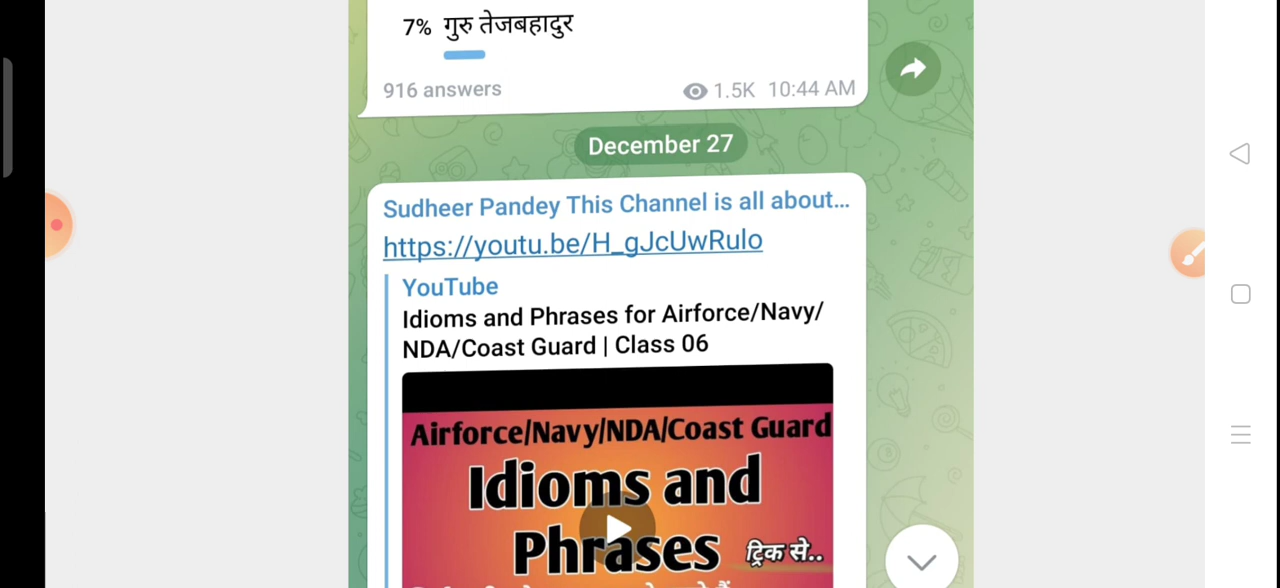 7% गुरु तेजबहादुर
916 answers 1.5K 10:44 AM
December 27
Sudheer Pandey This Channel is all about...
https://youtu.be/H_gJcUwRulo
YouTube
Idioms and Phrases for Airforce/Navy/
NDA/Coast Guard | Class 06
Airforce/Navy/NDA/Coast Guard
Idioms and
Phrases ट्रिक से..